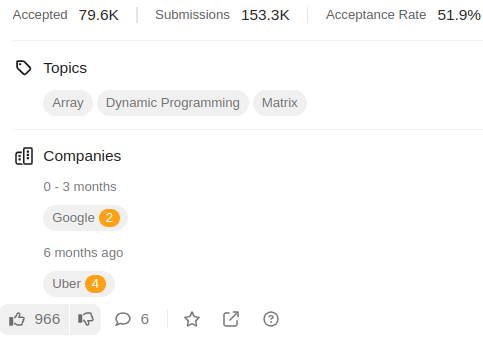 Accepted 79.6K Submissions 153.3K Acceptance Rate 51.9%
Topics
Array Dynamic Programming Matrix
Companies
0 - 3 months
Google 2
6 months ago
Uber 4
966 6